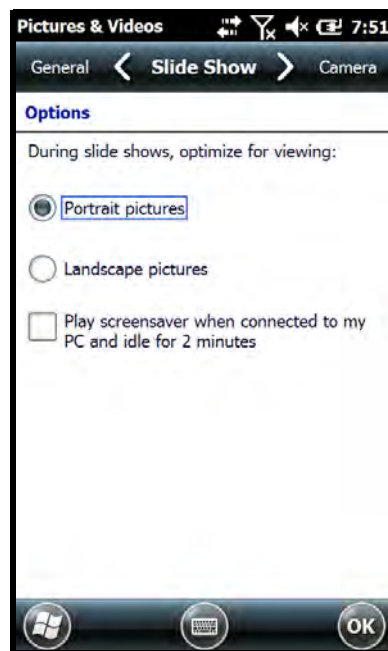 Pictures & Videos 7:51
General Slide Show Camera
Options
During slide shows, optimize for viewing:
Portrait pictures
Landscape pictures
Play screensaver when connected to my
PC and idle for 2 minutes
OK